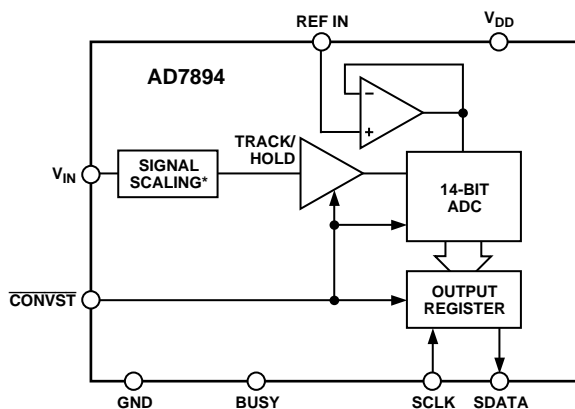 REF IN
VDD
AD7894
−
+
TRACK/
HOLD
VIN
SIGNAL
SCALING*
14-BIT
ADC
CONVST
OUTPUT
REGISTER
GND
BUSY
SCLK
SDATA